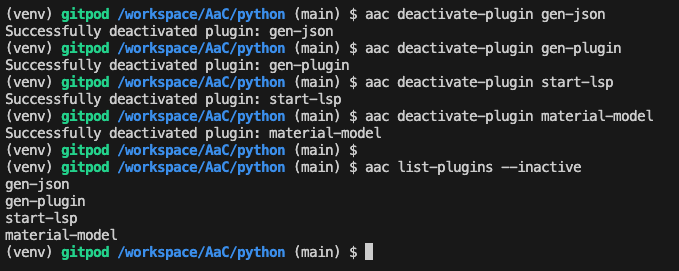 (venv) gitpod /workspace/AaC/python (main) $ aac deactivate-plugin gen-json
Successfully deactivated plugin: gen-json
(venv) gitpod /workspace/AaC/python (main) $ aac deactivate-plugin gen-plugin
Successfully deactivated plugin: gen-plugin
(venv) gitpod /workspace/AaC/python (main) $ aac deactivate-plugin start-lsp
Successfully deactivated plugin: start-lsp
(venv) gitpod /workspace/AaC/python (main) $ aac deactivate-plugin material-model
Successfully deactivated plugin: material-model
(venv) gitpod /workspace/AaC/python (main) $
(venv) gitpod /workspace/AaC/python (main) $ aac list-plugins --inactive
gen-json
gen-plugin
start-lsp
material-model
(venv) gitpod /workspace/AaC/python (main) $